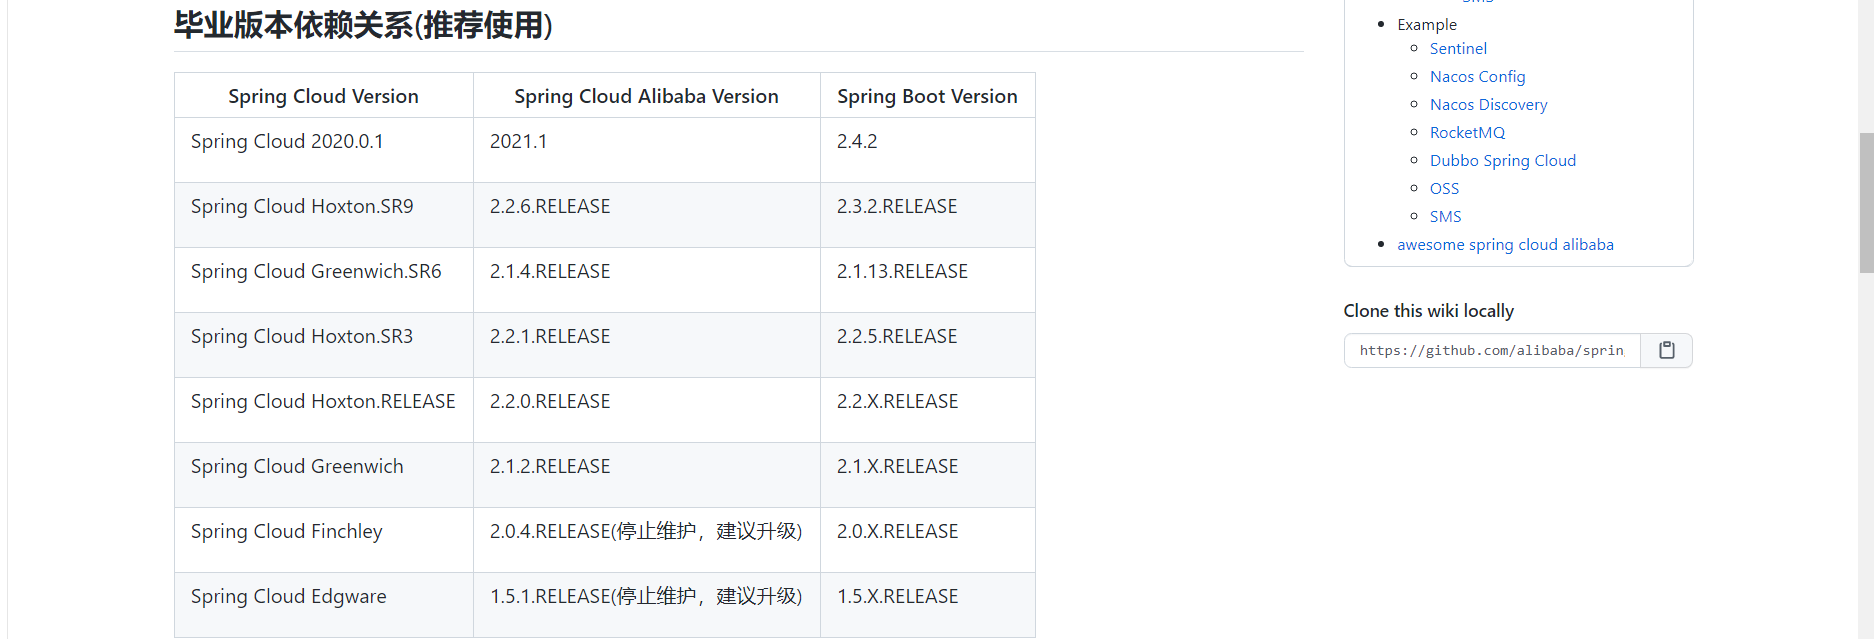 毕业版本依赖关系(推荐使用)
Spring Cloud Version Spring Cloud Alibaba Version Spring Boot Version
Spring Cloud 2020.0.1 2021.1 2.4.2
Spring Cloud Hoxton.SR9 2.2.6.RELEASE 2.3.2.RELEASE
Spring Cloud Greenwich.SR6 2.1.4.RELEASE 2.1.13.RELEASE
Spring Cloud Hoxton.SR3 2.2.1.RELEASE 2.2.5.RELEASE
Spring Cloud Hoxton.RELEASE 2.2.0.RELEASE 2.2.X.RELEASE
Spring Cloud Greenwich 2.1.2.RELEASE 2.1.X.RELEASE
Spring Cloud Finchley 2.0.4.RELEASE(停止维护，建议升级) 2.0.X.RELEASE
Spring Cloud Edgware 1.5.1.RELEASE(停止维护，建议升级) 1.5.X.RELEASE
SMS
Example
Sentinel
Nacos Config
Nacos Discovery
RocketMQ
Dubbo Spring Cloud
OSS
SMS
awesome spring cloud alibaba
Clone this wiki locally
https://github.com/alibaba/sprin